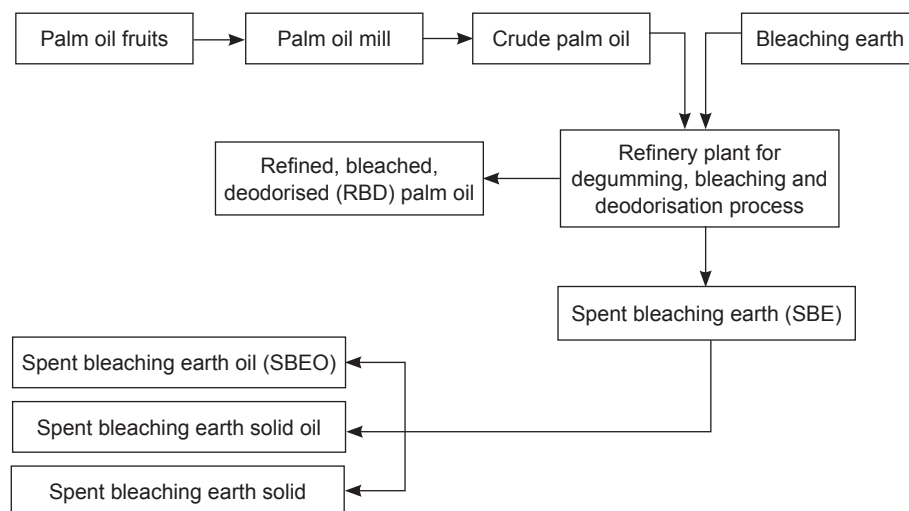 Palm oil fruits
Palm oil mill
Crude palm oil
Bleaching earth
Refined, bleached,
deodorised (RBD) palm oil
Refinery plant for
degumming, bleaching and
deodorisation process
Spent bleaching earth (SBE)
Spent bleaching earth oil (SBEO)
Spent bleaching earth solid oil
Spent bleaching earth solid